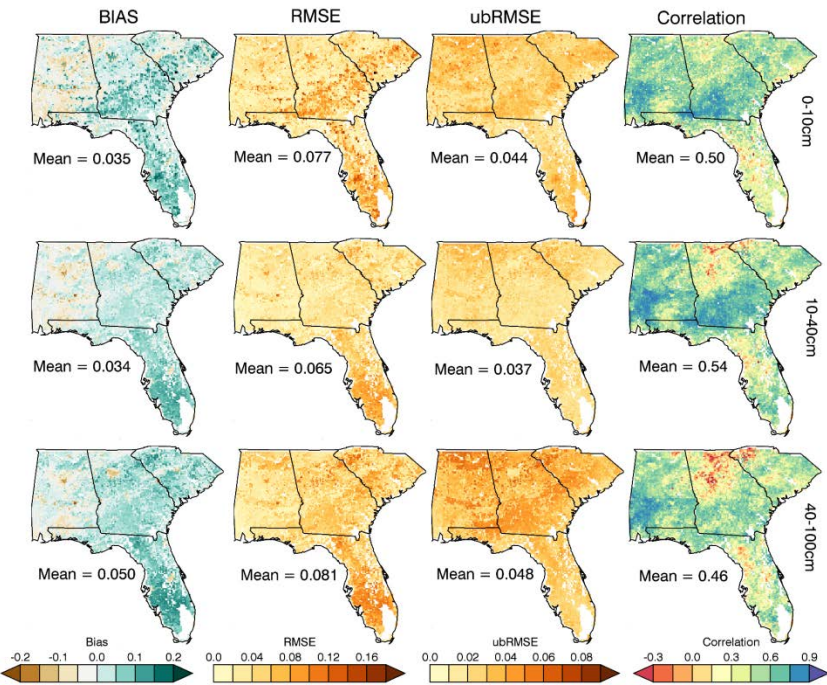 BIAS RMSE ubRMSE Correlation
Mean = 0.035 Mean = 0.077 Mean = 0.044 Mean = 0.50
0-10cm
Mean = 0.034 Mean = 0.065 Mean = 0.037 Mean = 0.54
10-40cm
Mean = 0.050 Mean = 0.081 Mean = 0.048 Mean = 0.46
40-100cm
Bias RMSE ubRMSE Correlation
-0.2 -0.1 0.0 0.1 0.2 0.0 0.04 0.08 0.12 0.16 0.0 0.02 0.04 0.06 0.08 -0.3 0.0 0.3 0.6 0.9